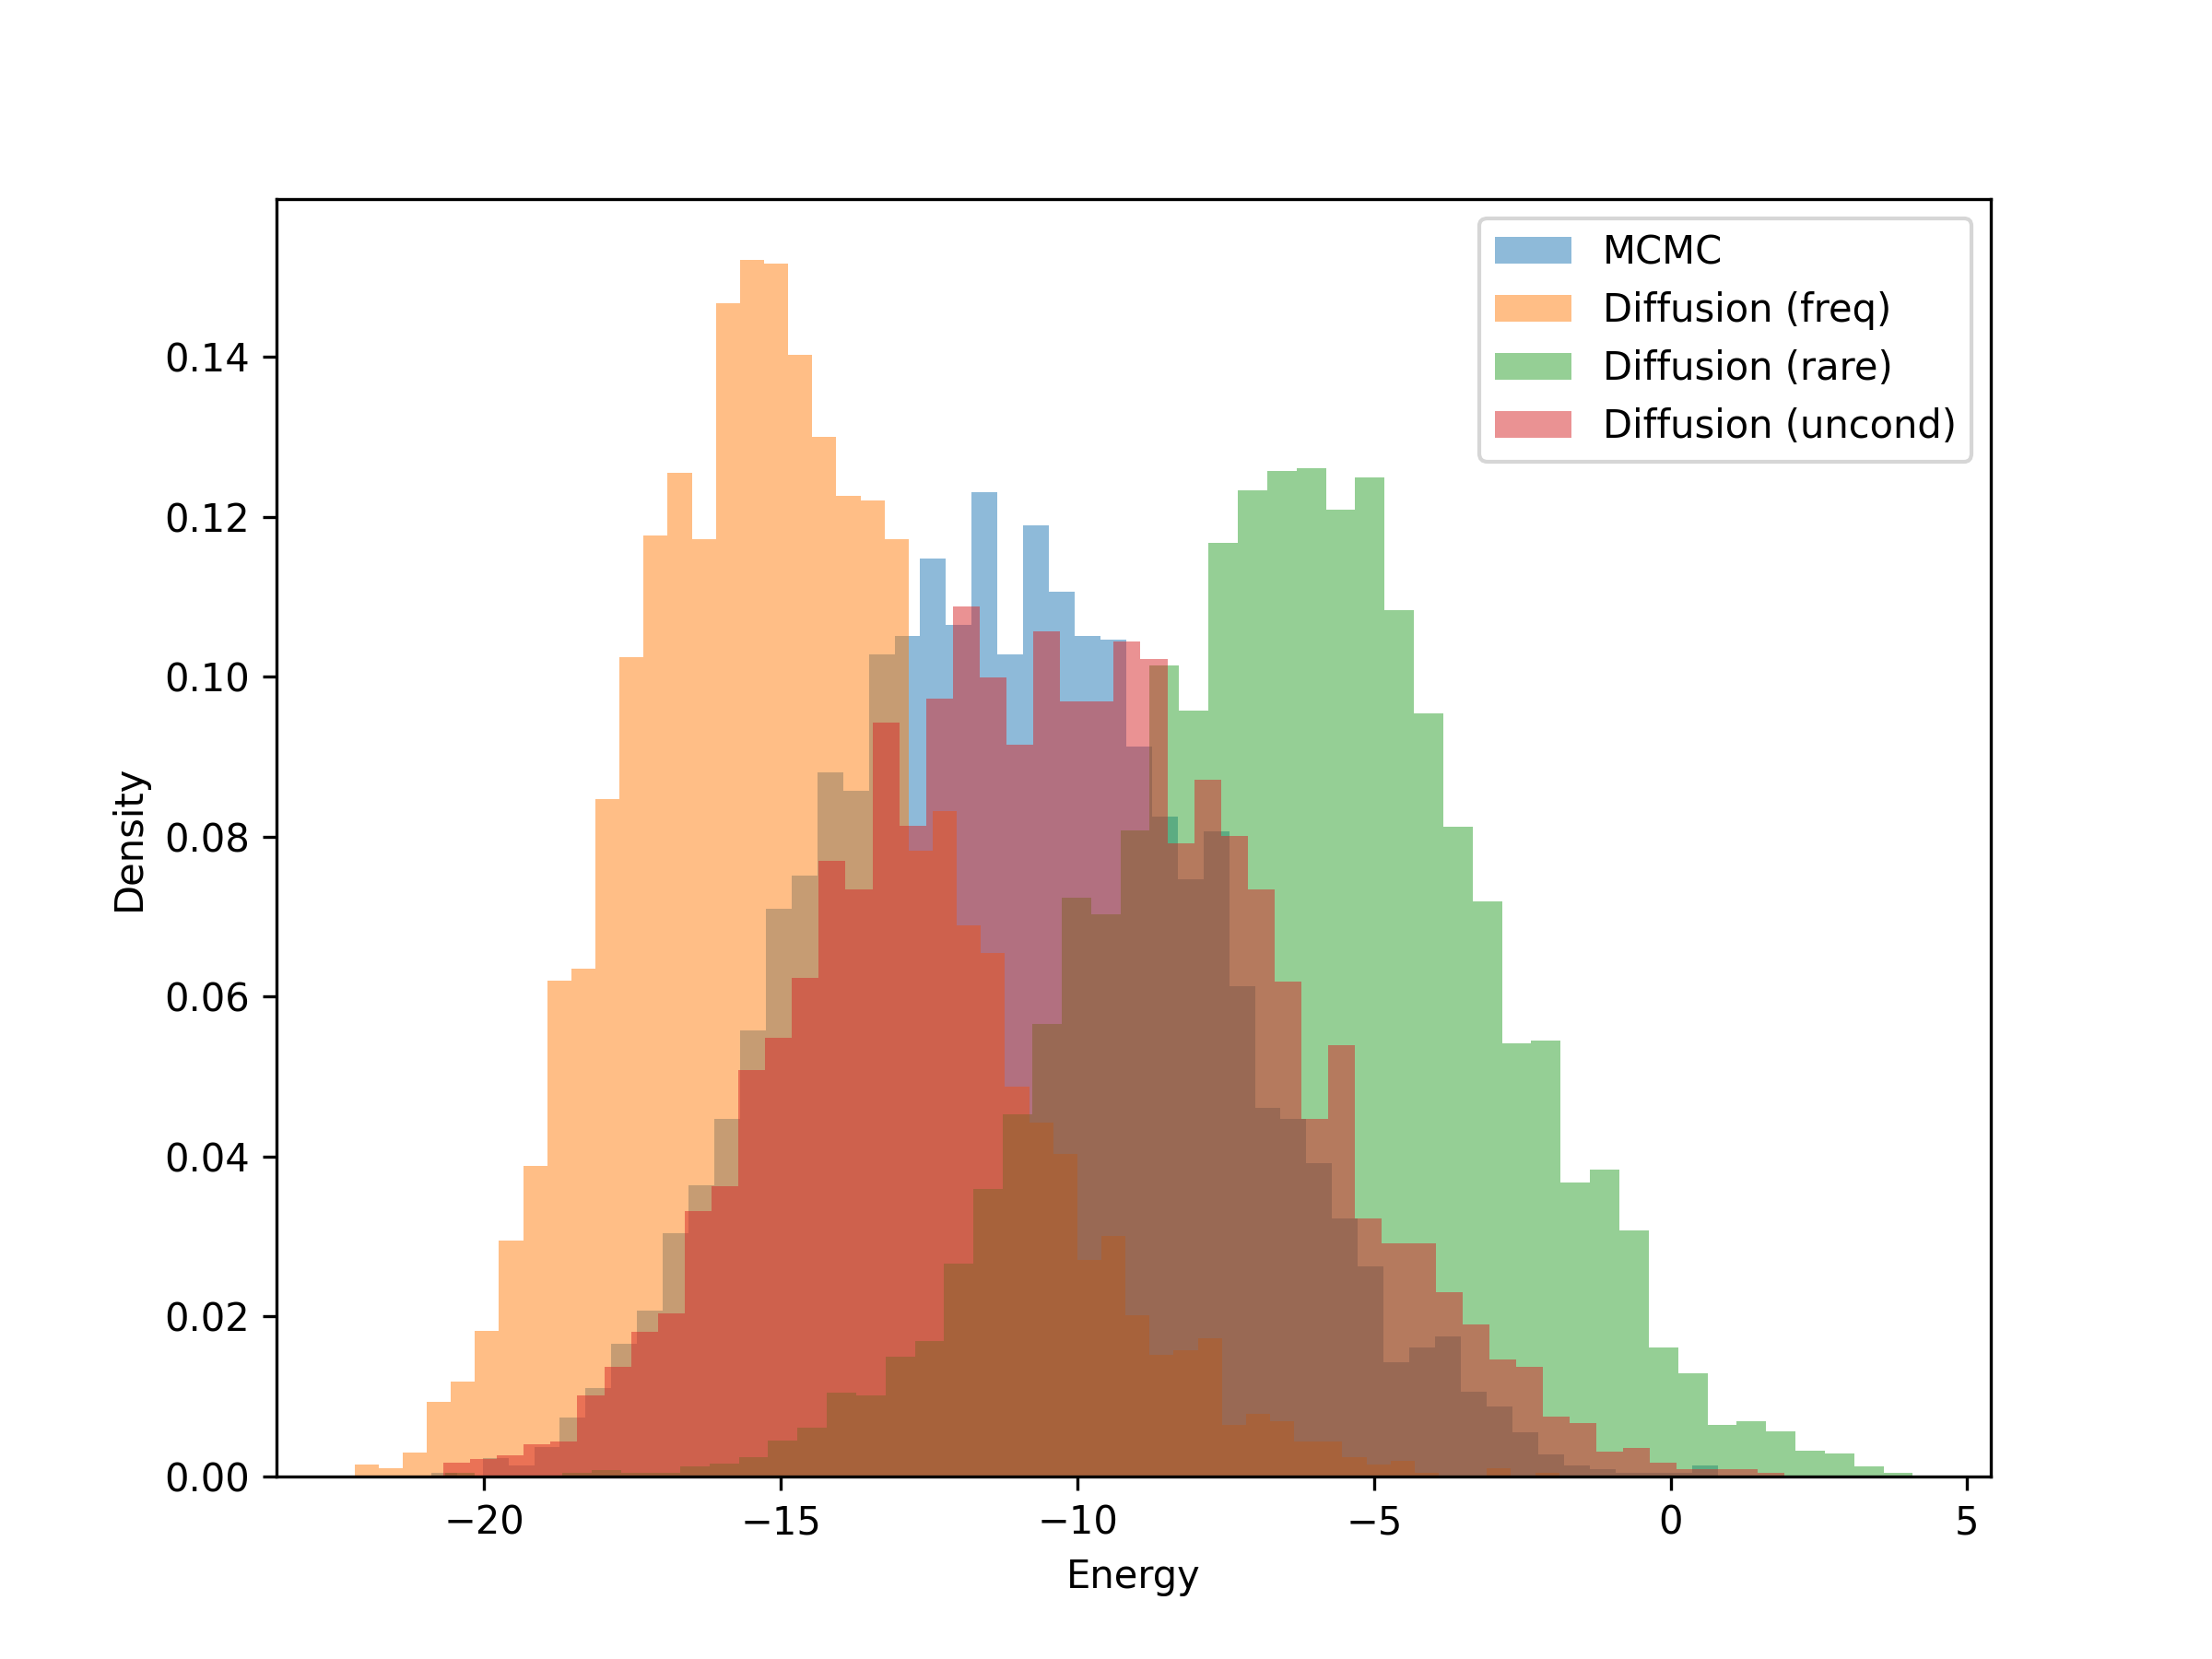 MCMC
Diffusion (freq)
Diffusion (rare)
Diffusion (uncond)
0.14
0.12
0.10
0.08
0.06
0.04
0.02
0.00
Density
−20 −15 −10 −5 0 5
Energy